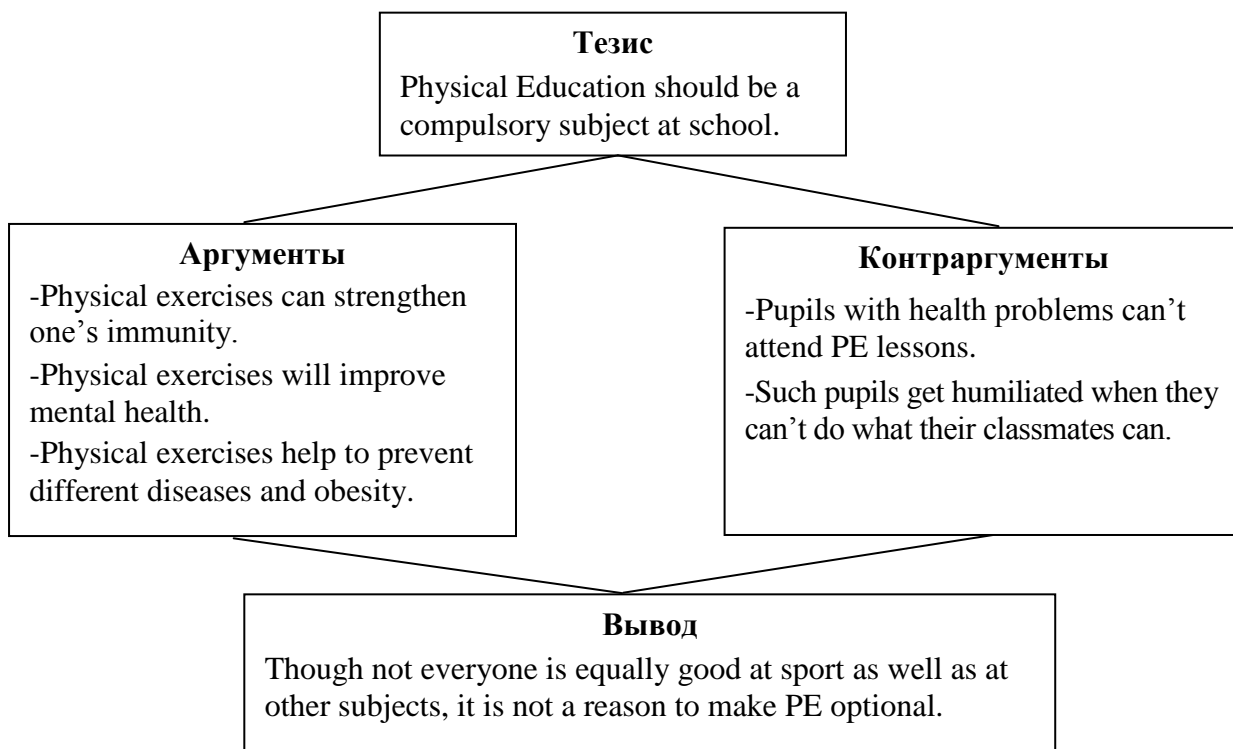 Тезис
Physical Education should be a
compulsory subject at school.
Аргументы
-Physical exercises can strengthen
one’s immunity.
-Physical exercises will improve
mental health.
-Physical exercises help to prevent
different diseases and obesity.
Контраргументы
-Pupils with health problems can’t
attend PE lessons.
-Such pupils get humiliated when they
can’t do what their classmates can.
Вывод
Though not everyone is equally good at sport as well as at
other subjects, it is not a reason to make PE optional.